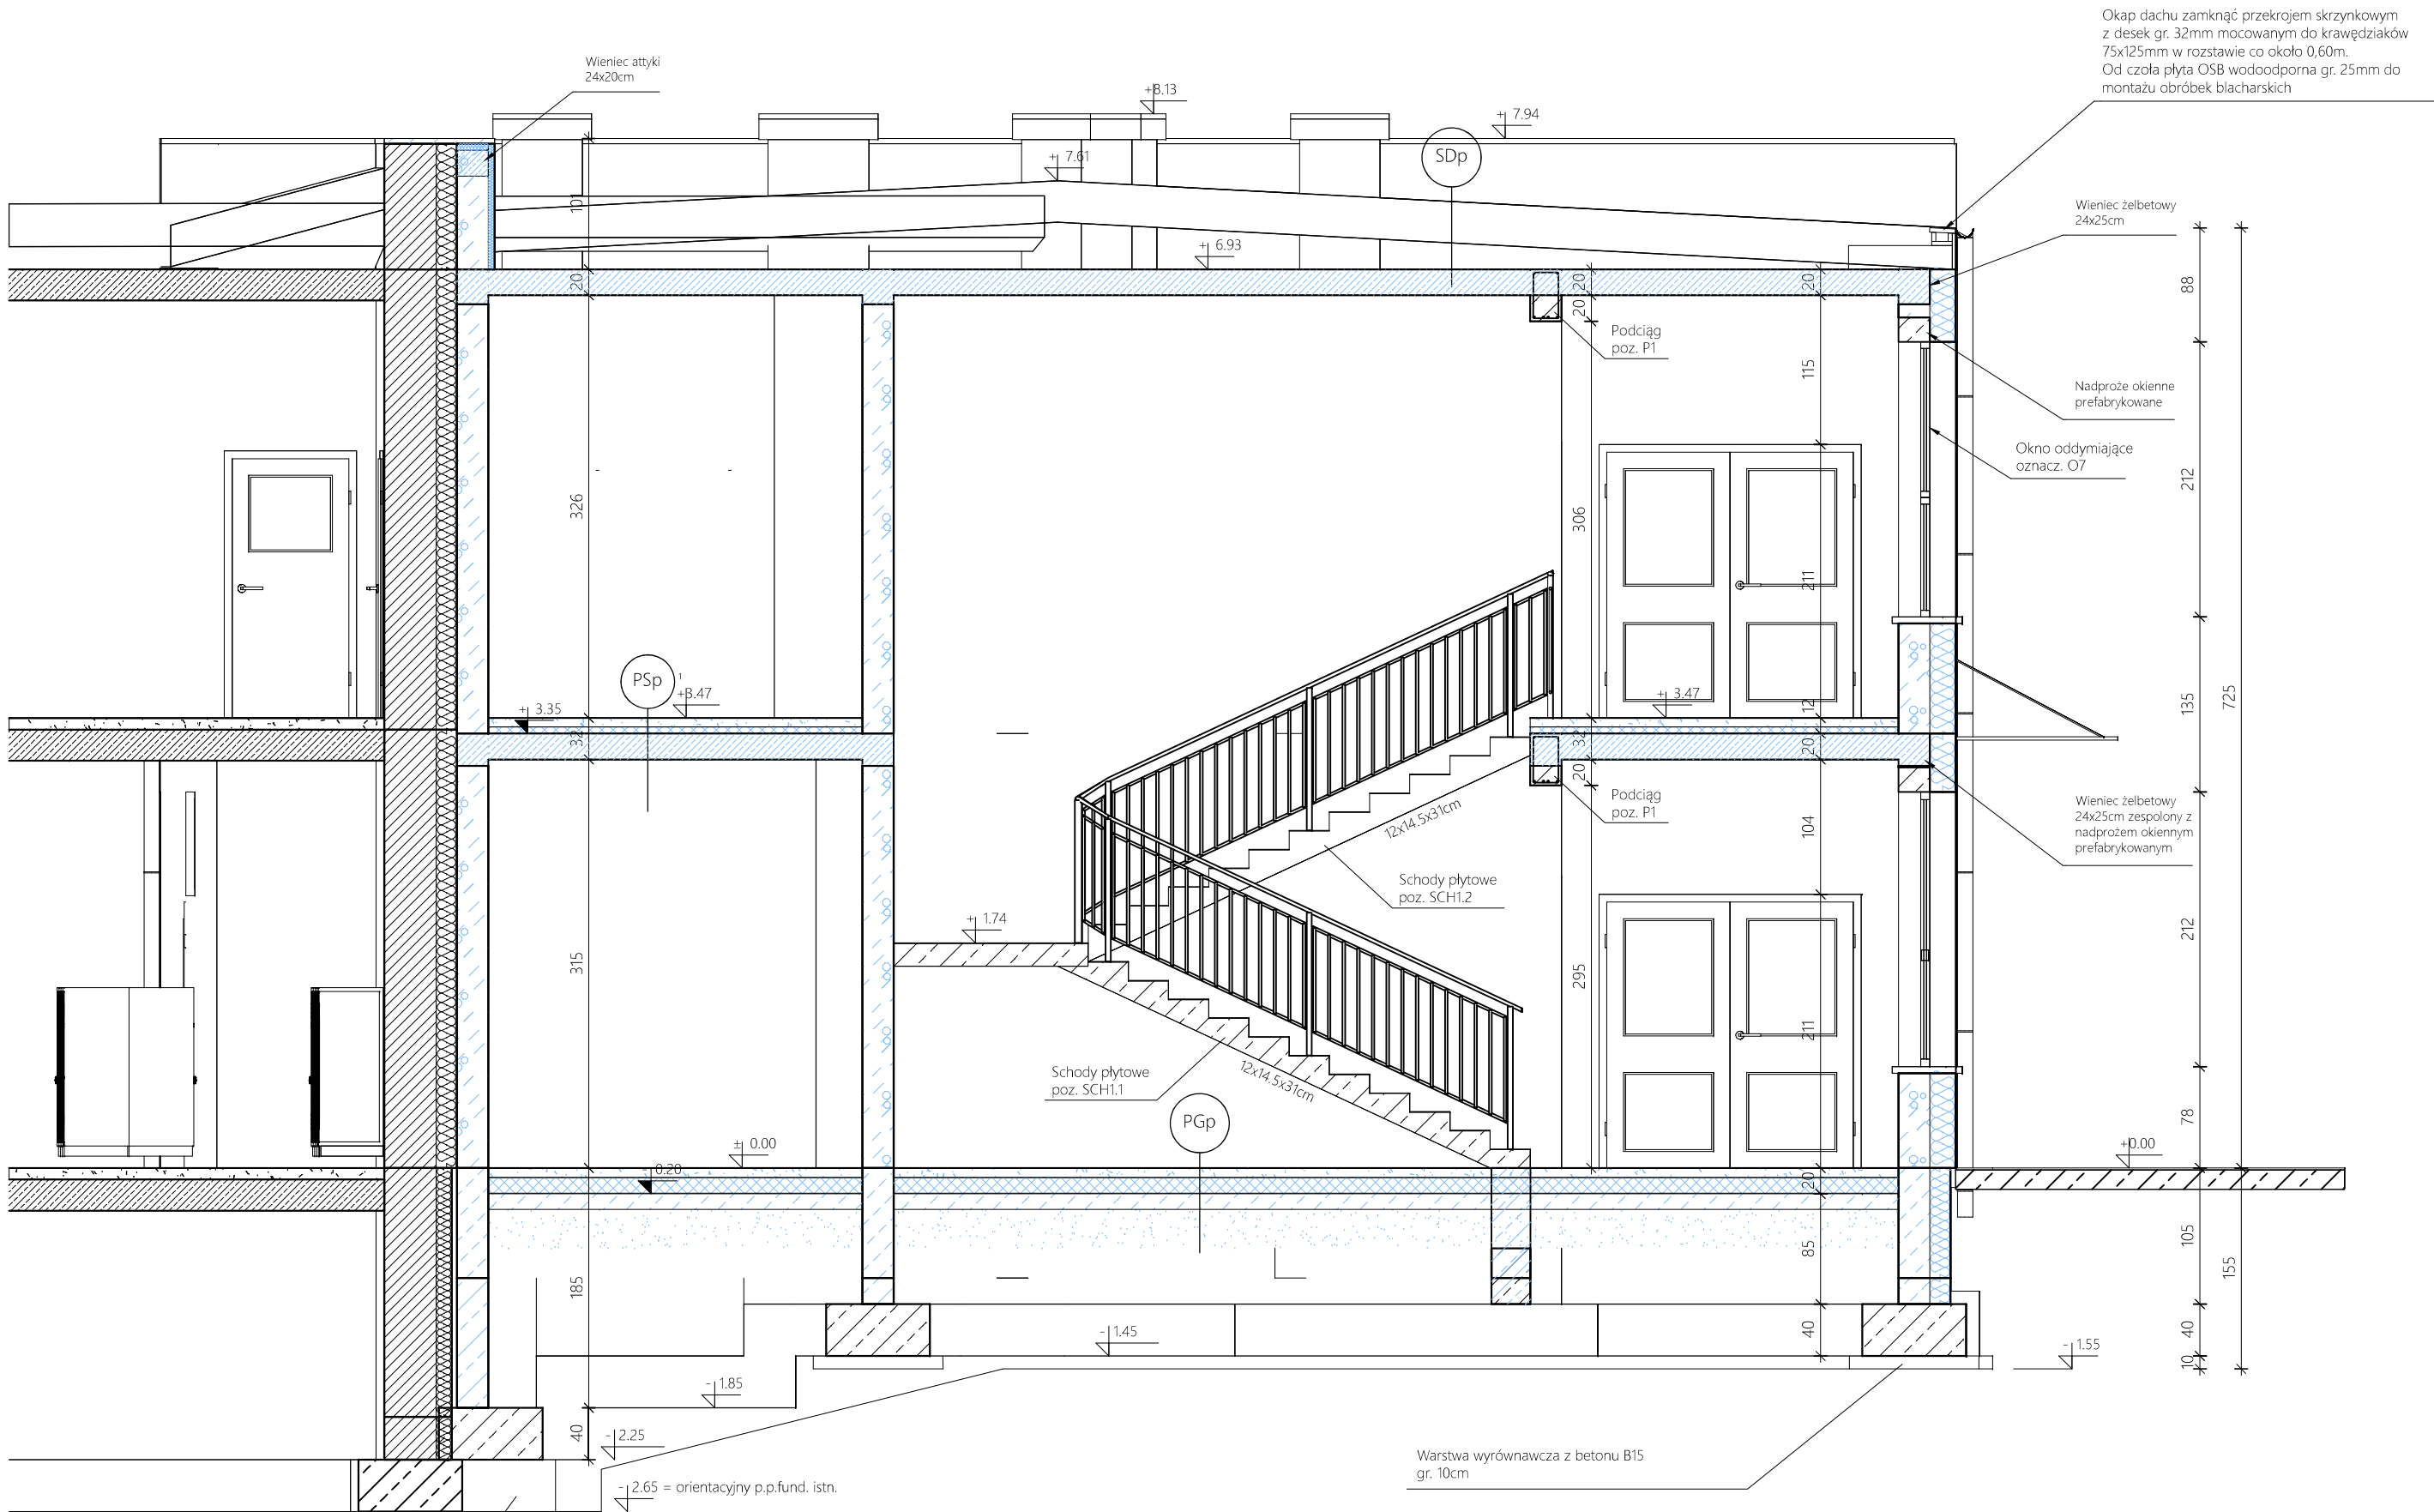 Okap dachu zamknąć przekrojem skrzynkowym
z desek gr. 32mm mocowanym do krawędziaków
75x125mm w rozstawie co około 0,60m.
Od czoła płyta OSB wodoodporna gr. 25mm do
montażu obróbek blacharskich
Wieniec attyki
24x20cm
+8.13
+ 7.94
+ 7.61
SDp
101
Wieniec żelbetowy
24x25cm
+ 6.93
20
20
20
20
88
Podciąg
poz. P1
115
Nadproże okienne
prefabrykowane
Okno oddymiające
oznacz. O7
326
306
212
211
PSp
1
+3.47
+ 3.35
+ 3.47
12
135
725
32
32
20
20
Podciąg
poz. P1
12x14.5x31cm
104
Wieniec żelbetowy
24x25cm zespolony z
nadprożem okiennym
prefabrykowanym
Schody płytowe
poz. SCH1.2
+ 1.74
315
295
212
211
Schody płytowe
poz. SCH1.1
12x14.5x31cm
PGp
78
± 0.00
+0.00
- 0.20
20
185
85
105
155
- 1.45
40
40
10
- 1.55
- 1.85
40
- 2.25
Warstwa wyrównawcza z betonu B15
gr. 10cm
- 2.65 = orientacyjny p.p.fund. istn.